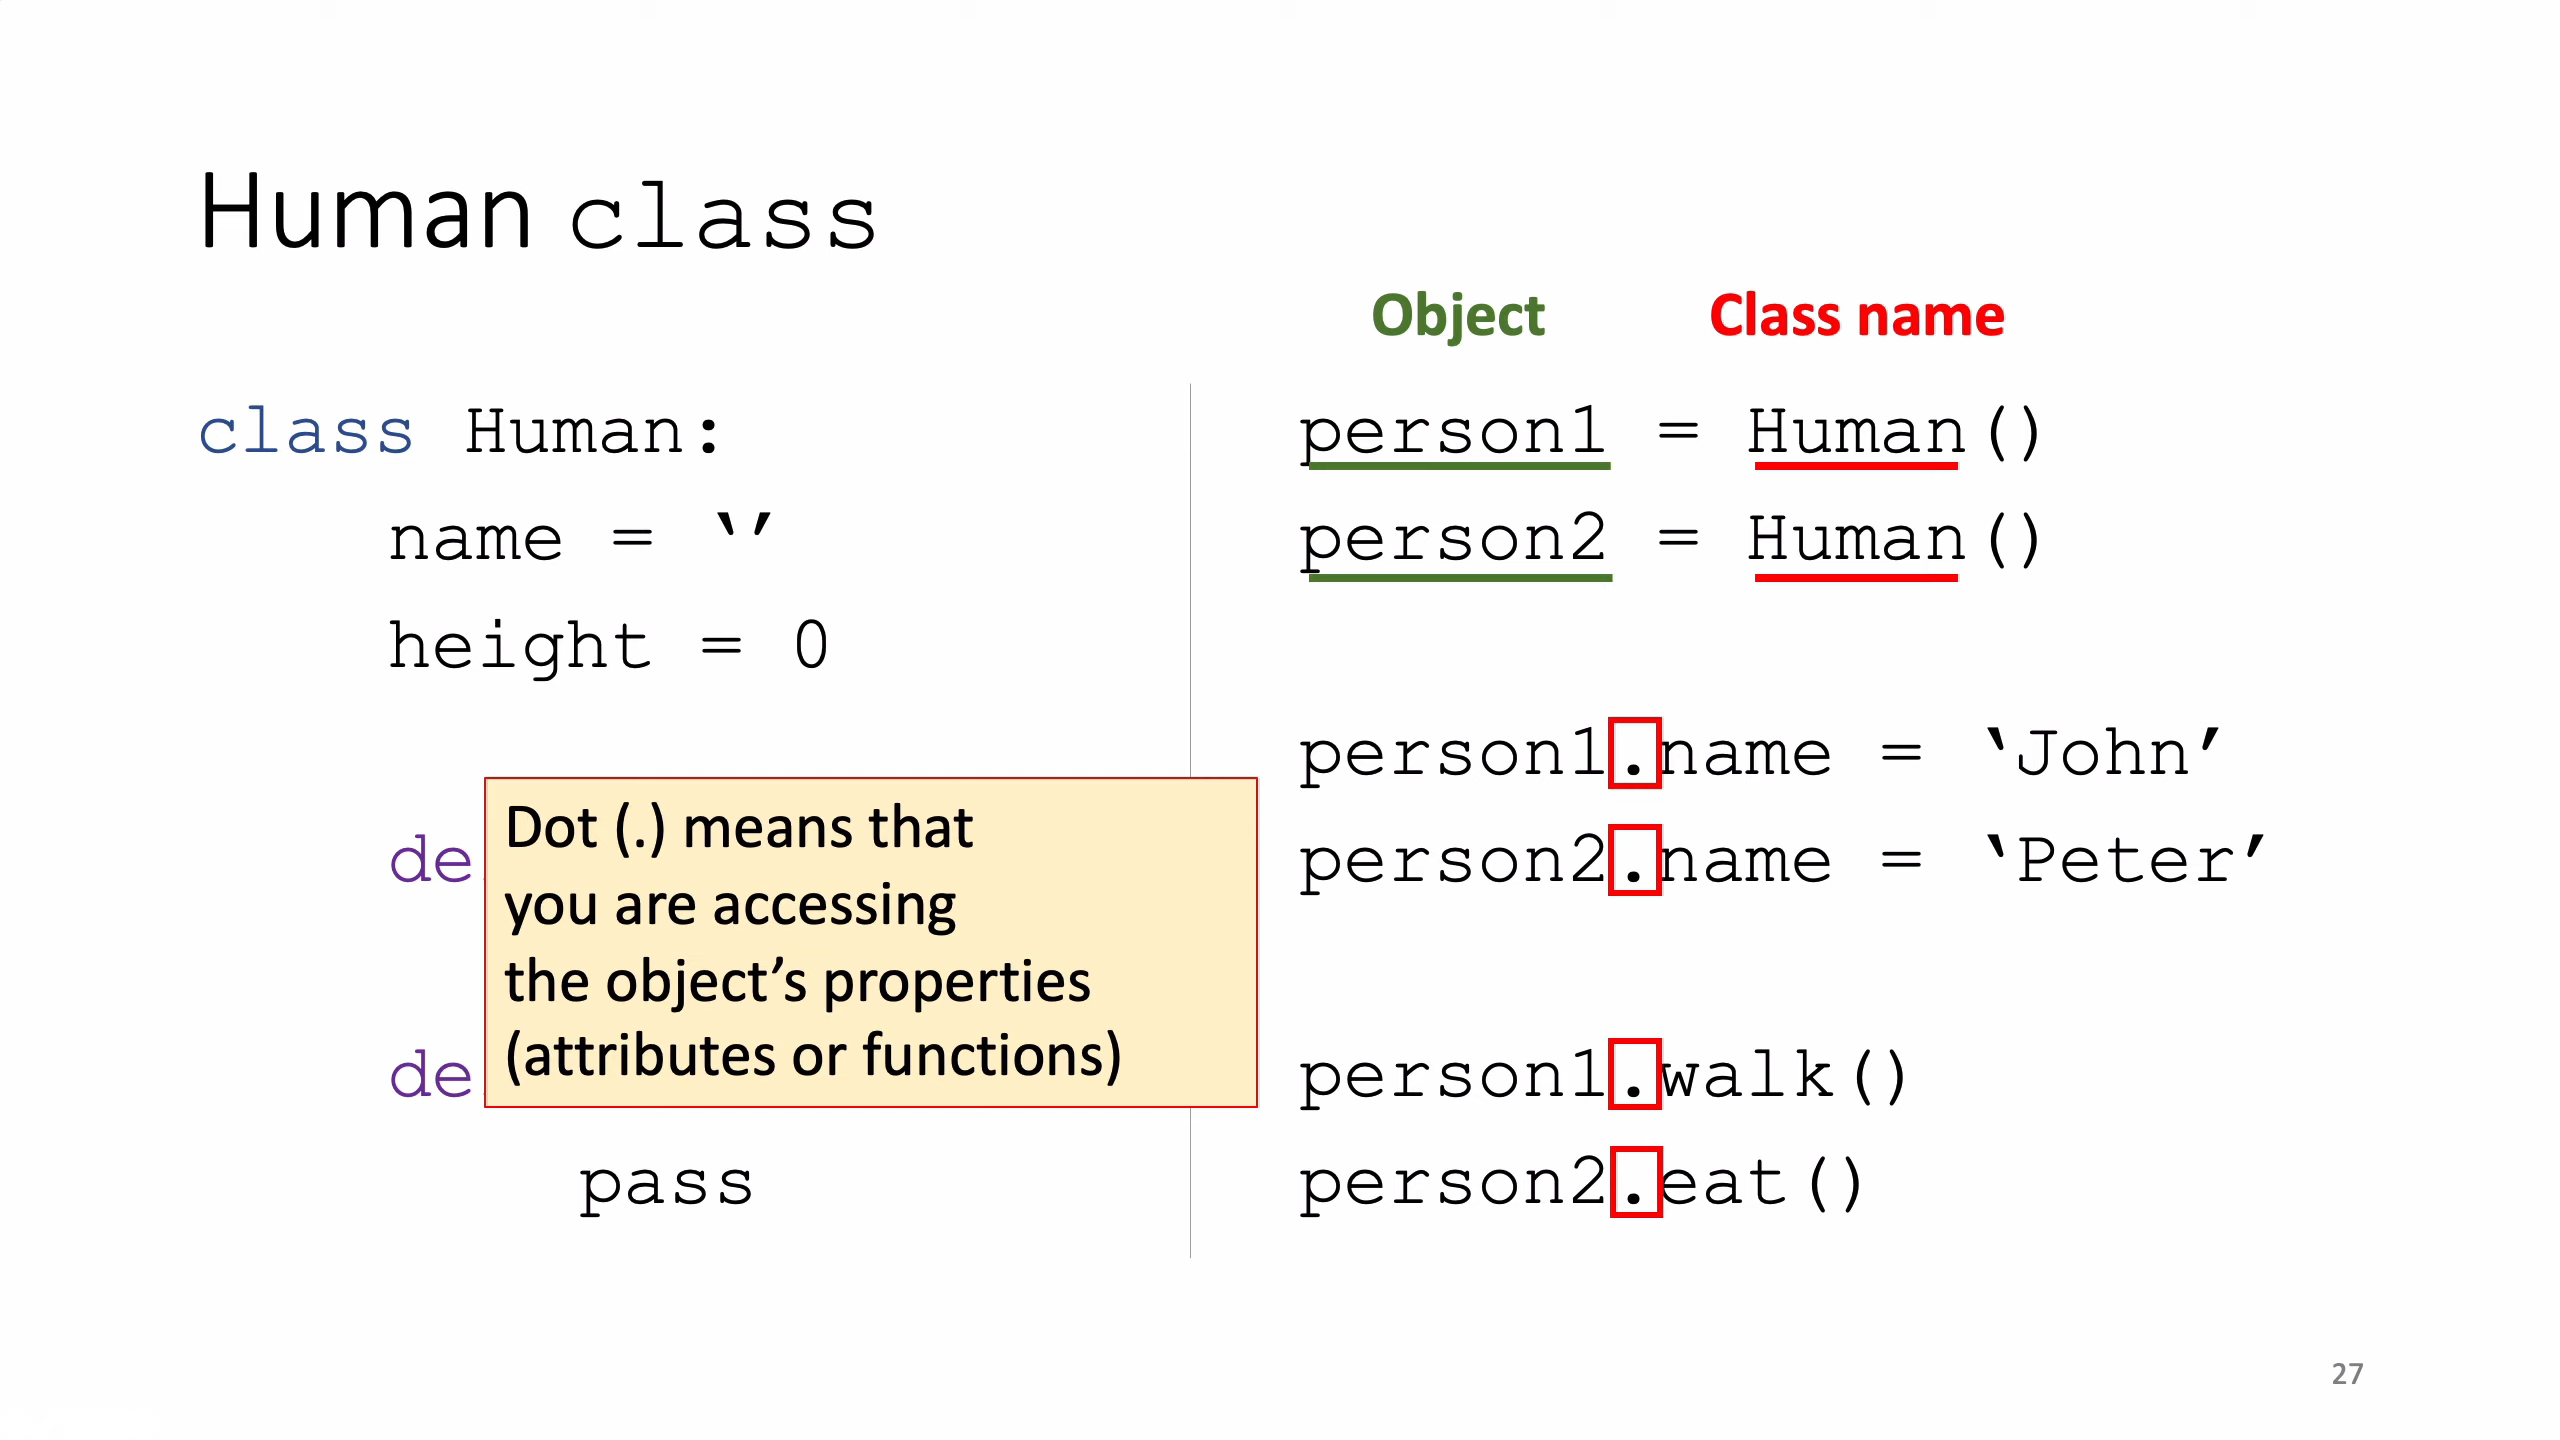 Human class
class Human:
name = ‘’
height = 0
Dot (.) means that
you are accessing
the object’s properties
(attributes or functions)
pass
Object Class name
person1 = Human()
person2 = Human()
person1.name = ‘John’
person2.name = ‘Peter’
person1.walk()
person2.eat()
27